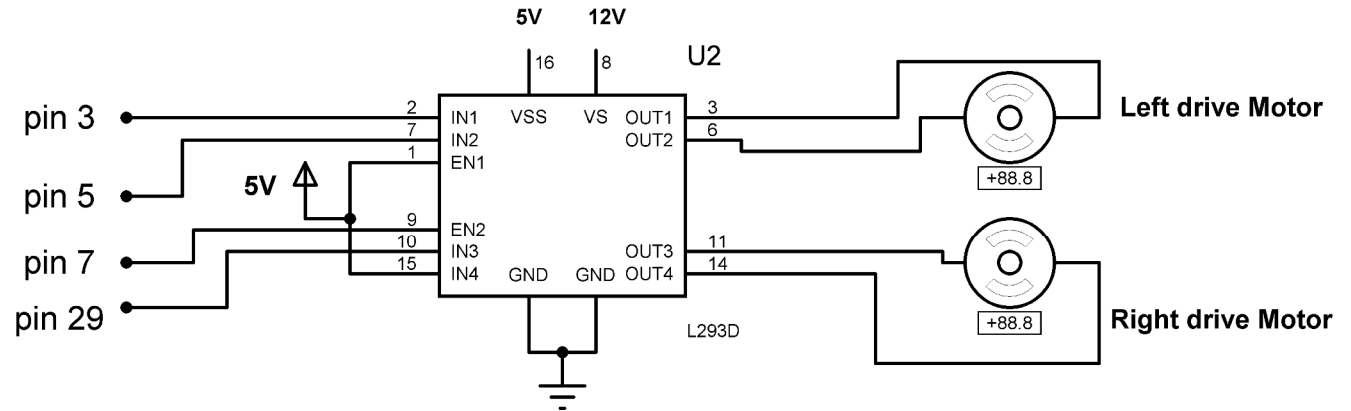 5V 12V
16 8 U2
pin 3 2 IN1 VSS VS OUT1 3 Left drive Motor
7 IN2 OUT2 6
1 EN1
5V
pin 5
+88.8
9 EN2
pin 7 10 IN3 OUT3 11
15 IN4 GND GND OUT4 14
pin 29
+88.8
Right drive Motor
L293D